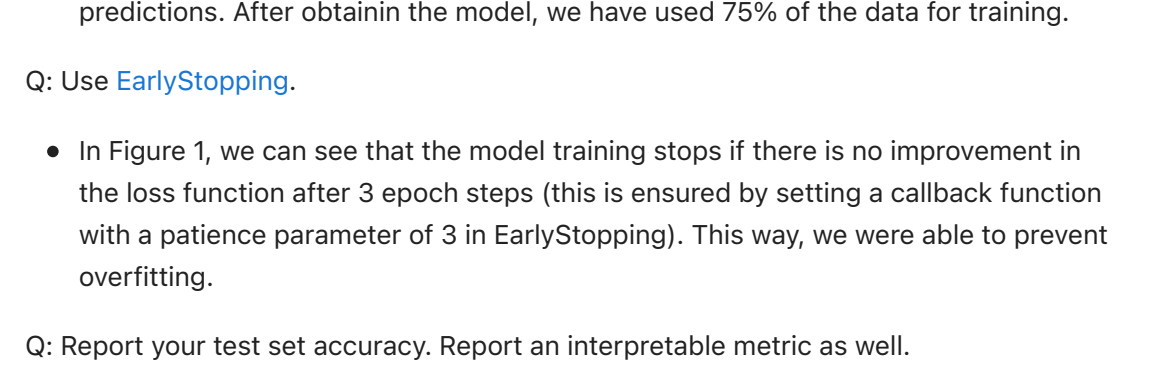 predictions. After obtainin the model, we have used 75% of the data for training.
Q: Use EarlyStopping.
• In Figure 1, we can see that the model training stops if there is no improvement in
the loss function after 3 epoch steps (this is ensured by setting a callback function
with a patience parameter of 3 in EarlyStopping). This way, we were able to prevent
overfitting.
Q: Report your test set accuracy. Report an interpretable metric as well.